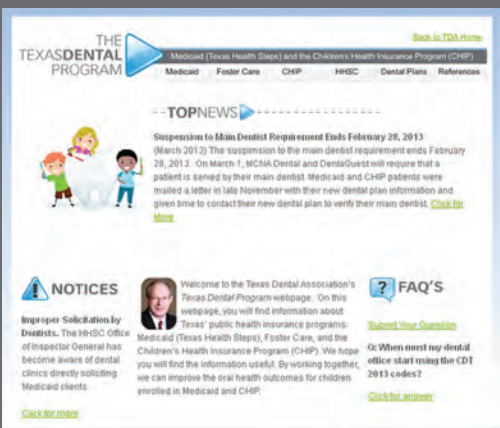 THE
TEXASDENTAL
PROGRAM
Back to TDA Home
Medicaid (Texas Health Steps) and the Children's Health Insurance Program (CHIP)
Medicaid Foster Care CHIP HHSC Dental Plans References
TOPNEWS
Suspension to Main Dentist Requirement Ends February 28, 2013
(March 2013) The suspension to the main dentist requirement ends February
28, 2013. On March 1, MCNA Dental and DentaQuest will require that a
patient is served by their main dentist. Medicaid and CHIP patients were
mailed a letter in late November with their new dental plan information and
given time to contact their new dental plan to verify their main dentist. Click for
More
NOTICES
Improper Solicitation by
Dentists. The HHSC Office
of Inspector General has
become aware of dental
clinics directly soliciting
Medicaid clients
Click for more
Welcome to the Texas Dental Association's
Texas Dental Program webpage. On this
webpage, you will find information about
Texas' public health insurance programs:
Medicaid (Texas Health Steps), Foster Care, and the
Children's Health Insurance Program (CHIP). We hope
you will find the information useful. By working together,
we can improve the oral health outcomes for children
enrolled in Medicaid and CHIP.
? FAQ'S
Submit Your Question
Q: When must my dental
office start using the CDT
2013 codes?
Click for answer